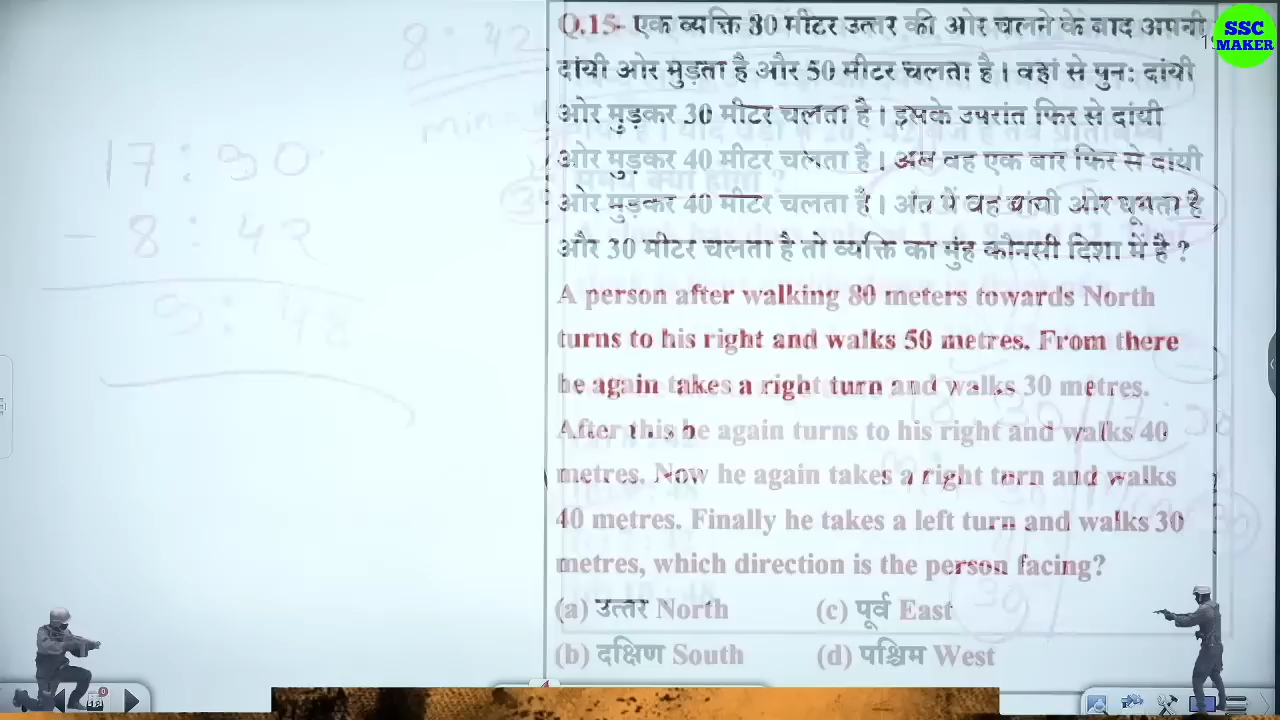 SSC
MAKER
Q.15- एक व्यक्ति 80 मीटर उत्तर की ओर चलने के बाद अपनी
दांयी ओर मुड़ता है और 50 मीटर चलता है। वहां से पुनः दांयी
ओर मुड़कर 30 मीटर चलता है। इसके उपरांत फिर से दांयी
ओर मुड़कर 40 मीटर चलता है। अब वह एक बार फिर से दांयी
ओर मुड़कर 40 मीटर चलता है। अंत में वह बांयी ओर घूमता है
और 30 मीटर चलता है तो व्यक्ति का मुंह कौनसी दिशा में है ?
A person after walking 80 meters towards North
turns to his right and walks 50 metres. From there
he again takes a right turn and walks 30 metres.
After this he again turns to his right and walks 40
metres. Now he again takes a right turn and walks
40 metres. Finally he takes a left turn and walks 30
metres, which direction is the person facing?
(a) उत्तर North (c) पूर्व East
(b) दक्षिण South (d) पश्चिम West
8 : 42
17 : 90
- 8 : 42
9 : 48